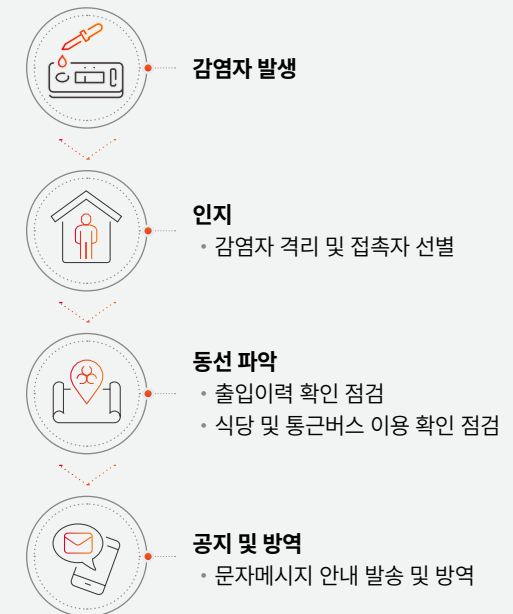 감염자 발생
인지
• 감염자 격리 및 접촉자 선별
동선 파악
• 출입이력 확인 점검
• 식당 및 통근버스 이용 확인 점검
공지 및 방역
• 문자메시지 안내 발송 및 방역